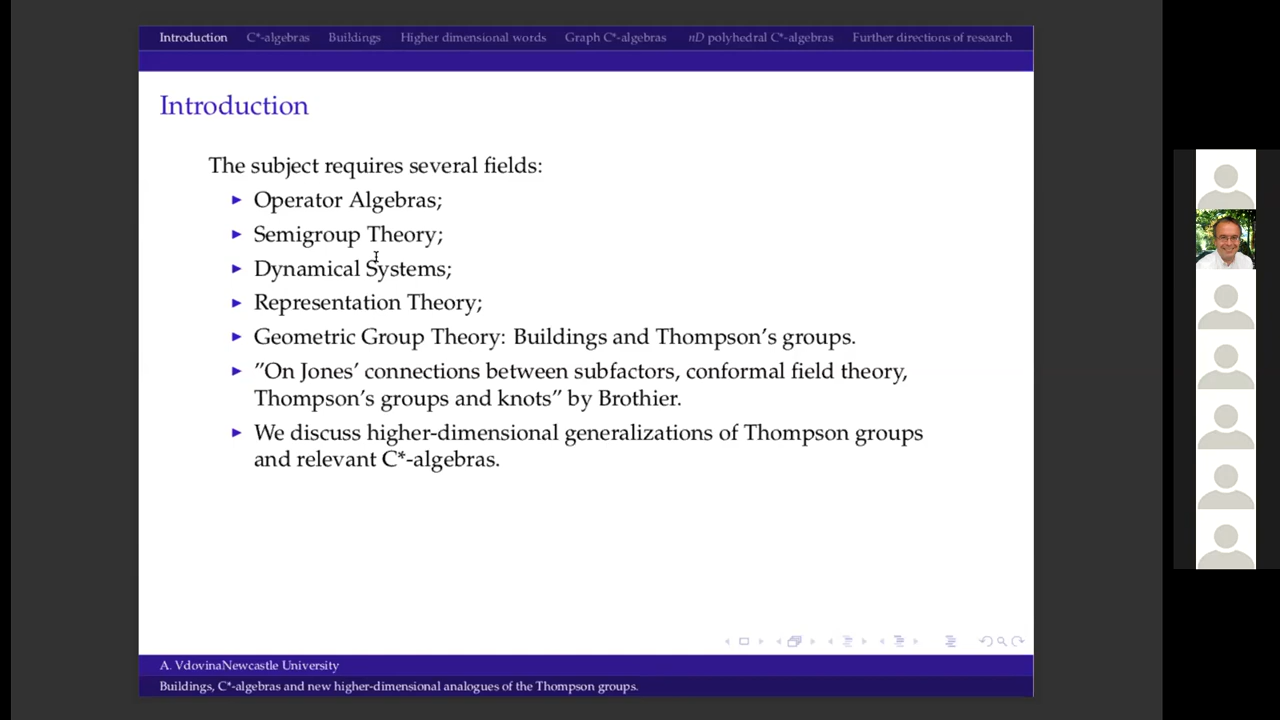 Introduction C*-algebras Buildings Higher dimensional words Graph C*-algebras nD polyhedral C*-algebras Further directions of research
Introduction
The subject requires several fields:
Operator Algebras;
Semigroup Theory;
Dynamical Systems;
Representation Theory;
Geometric Group Theory: Buildings and Thompson's groups.
”On Jones’ connections between subfactors, conformal field theory,
Thompson’s groups and knots” by Brothier.
We discuss higher-dimensional generalizations of Thompson groups
and relevant C*-algebras.
A. VdovinaNewcastle University
Buildings, C*-algebras and new higher-dimensional analogues of the Thompson groups.